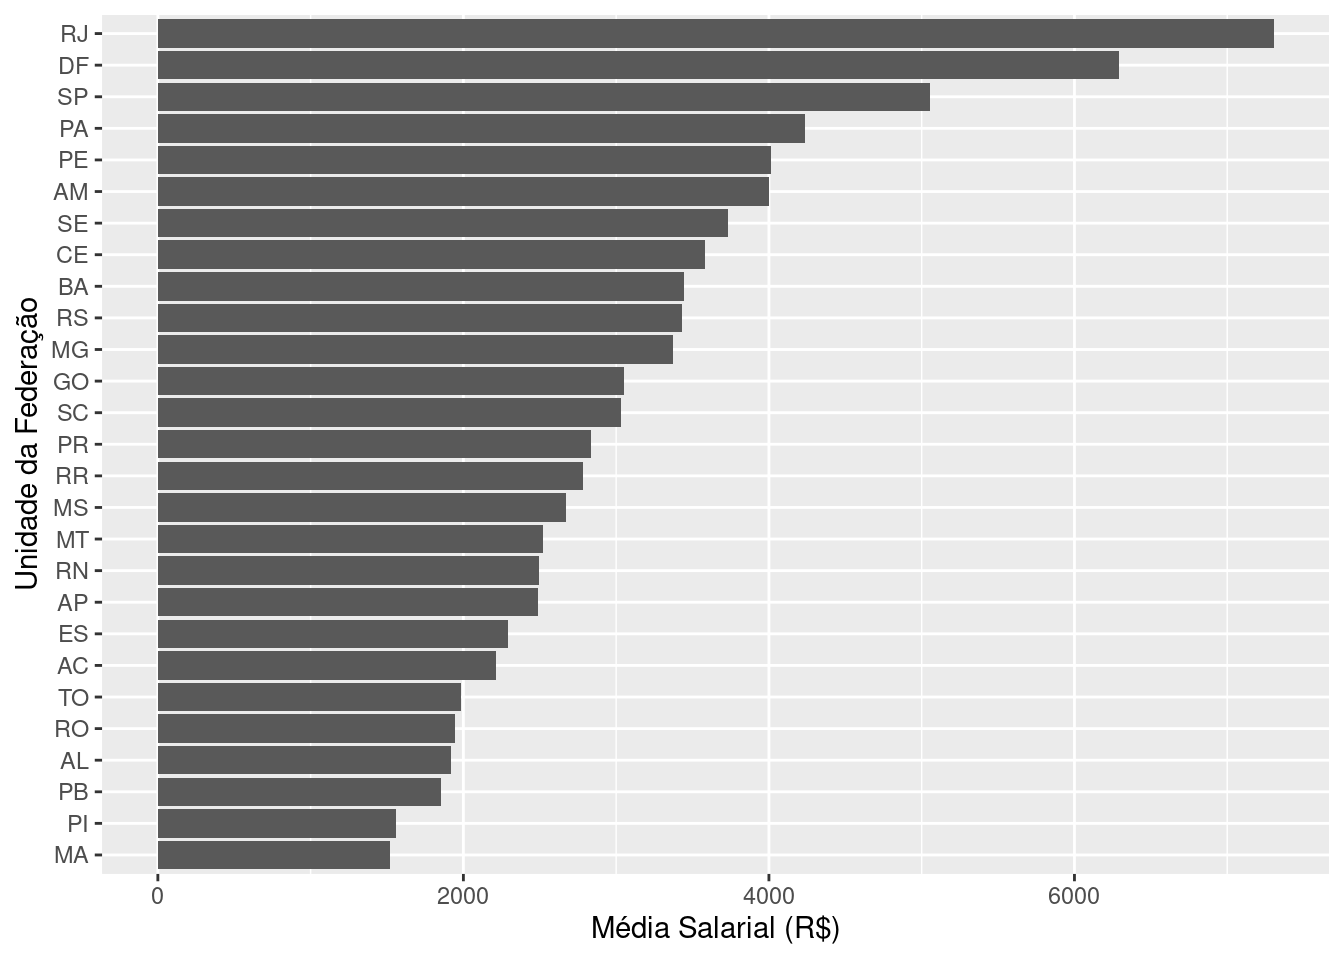 RJ
DF
SP
PA
PE
AM
SE
CE
BA
RS
MG
GO
SC
PR
RR
MS
MT
RN
AP
ES
AC
TO
RO
AL
PB
PI
MA
Unidade da Federação
0 2000 4000 6000
Média Salarial (R$)